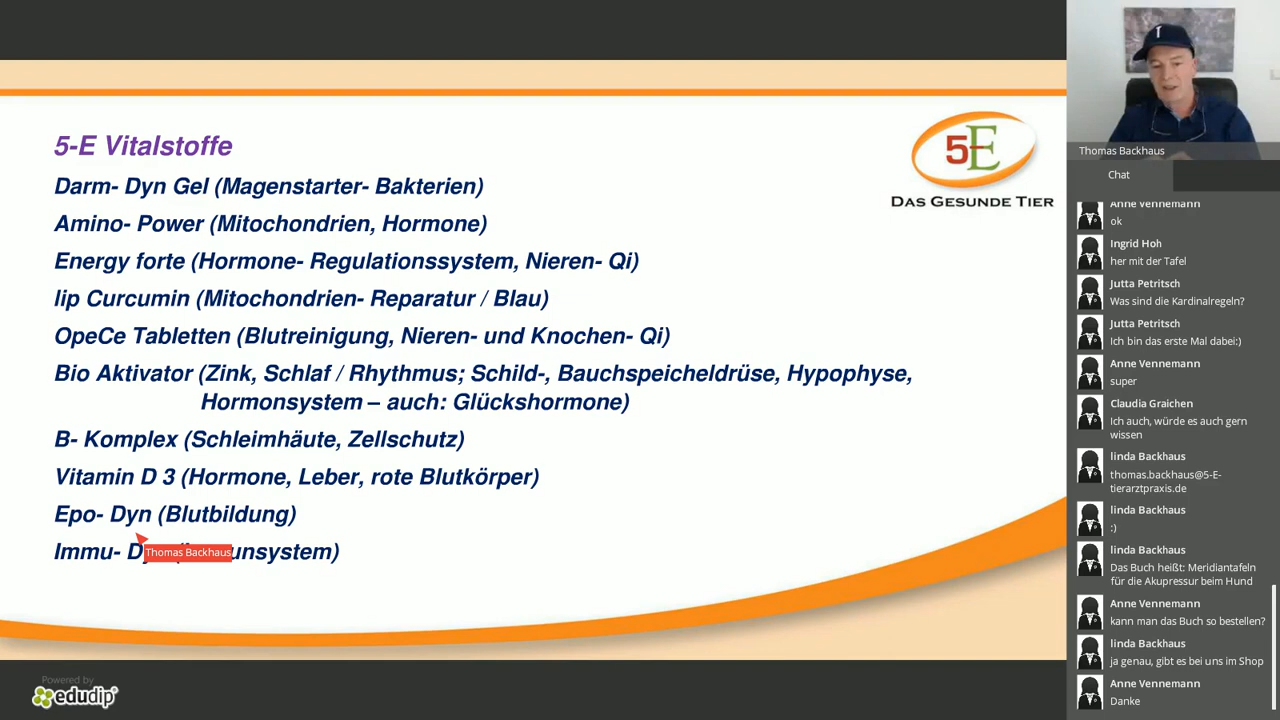 5-E Vitalstoffe
Darm- Dyn Gel (Magenstarter- Bakterien)
Amino- Power (Mitochondrien, Hormone)
Energy forte (Hormone- Regulationssystem, Nieren- Qi)
lip Curcumin (Mitochondrien- Reparatur / Blau)
OpeCe Tabletten (Blutreinigung, Nieren- und Knochen- Qi)
Bio Aktivator (Zink, Schlaf / Rhythmus; Schild-, Bauchspeicheldrüse, Hypophyse,
Hormonsystem – auch: Glückshormone)
B- Komplex (Schleimhäute, Zellschutz)
Vitamin D 3 (Hormone, Leber, rote Blutkörper)
Epo- Dyn (Blutbildung)
Immu- D unsystem)
Thomas Backhaus
5E
DAS GESUNDE TIER
Powered by
edudip
T
Thomas Backhaus
Chat
Anne Vennemann
ok
Ingrid Hoh
her mit der Tafel
Jutta Petritsch
Was sind die Kardinalregeln?
Jutta Petritsch
Ich bin das erste Mal dabei:)
Anne Vennemann
super
Claudia Graichen
Ich auch, würde es auch gern
wissen
linda Backhaus
thomas.backhaus@5-E-
tierarztpraxis.de
linda Backhaus
:)
linda Backhaus
Das Buch heißt: Meridiantafeln
für die Akupressur beim Hund
Anne Vennemann
kann man das Buch so bestellen?
linda Backhaus
ja genau, gibt es bei uns im Shop
Anne Vennemann
Danke